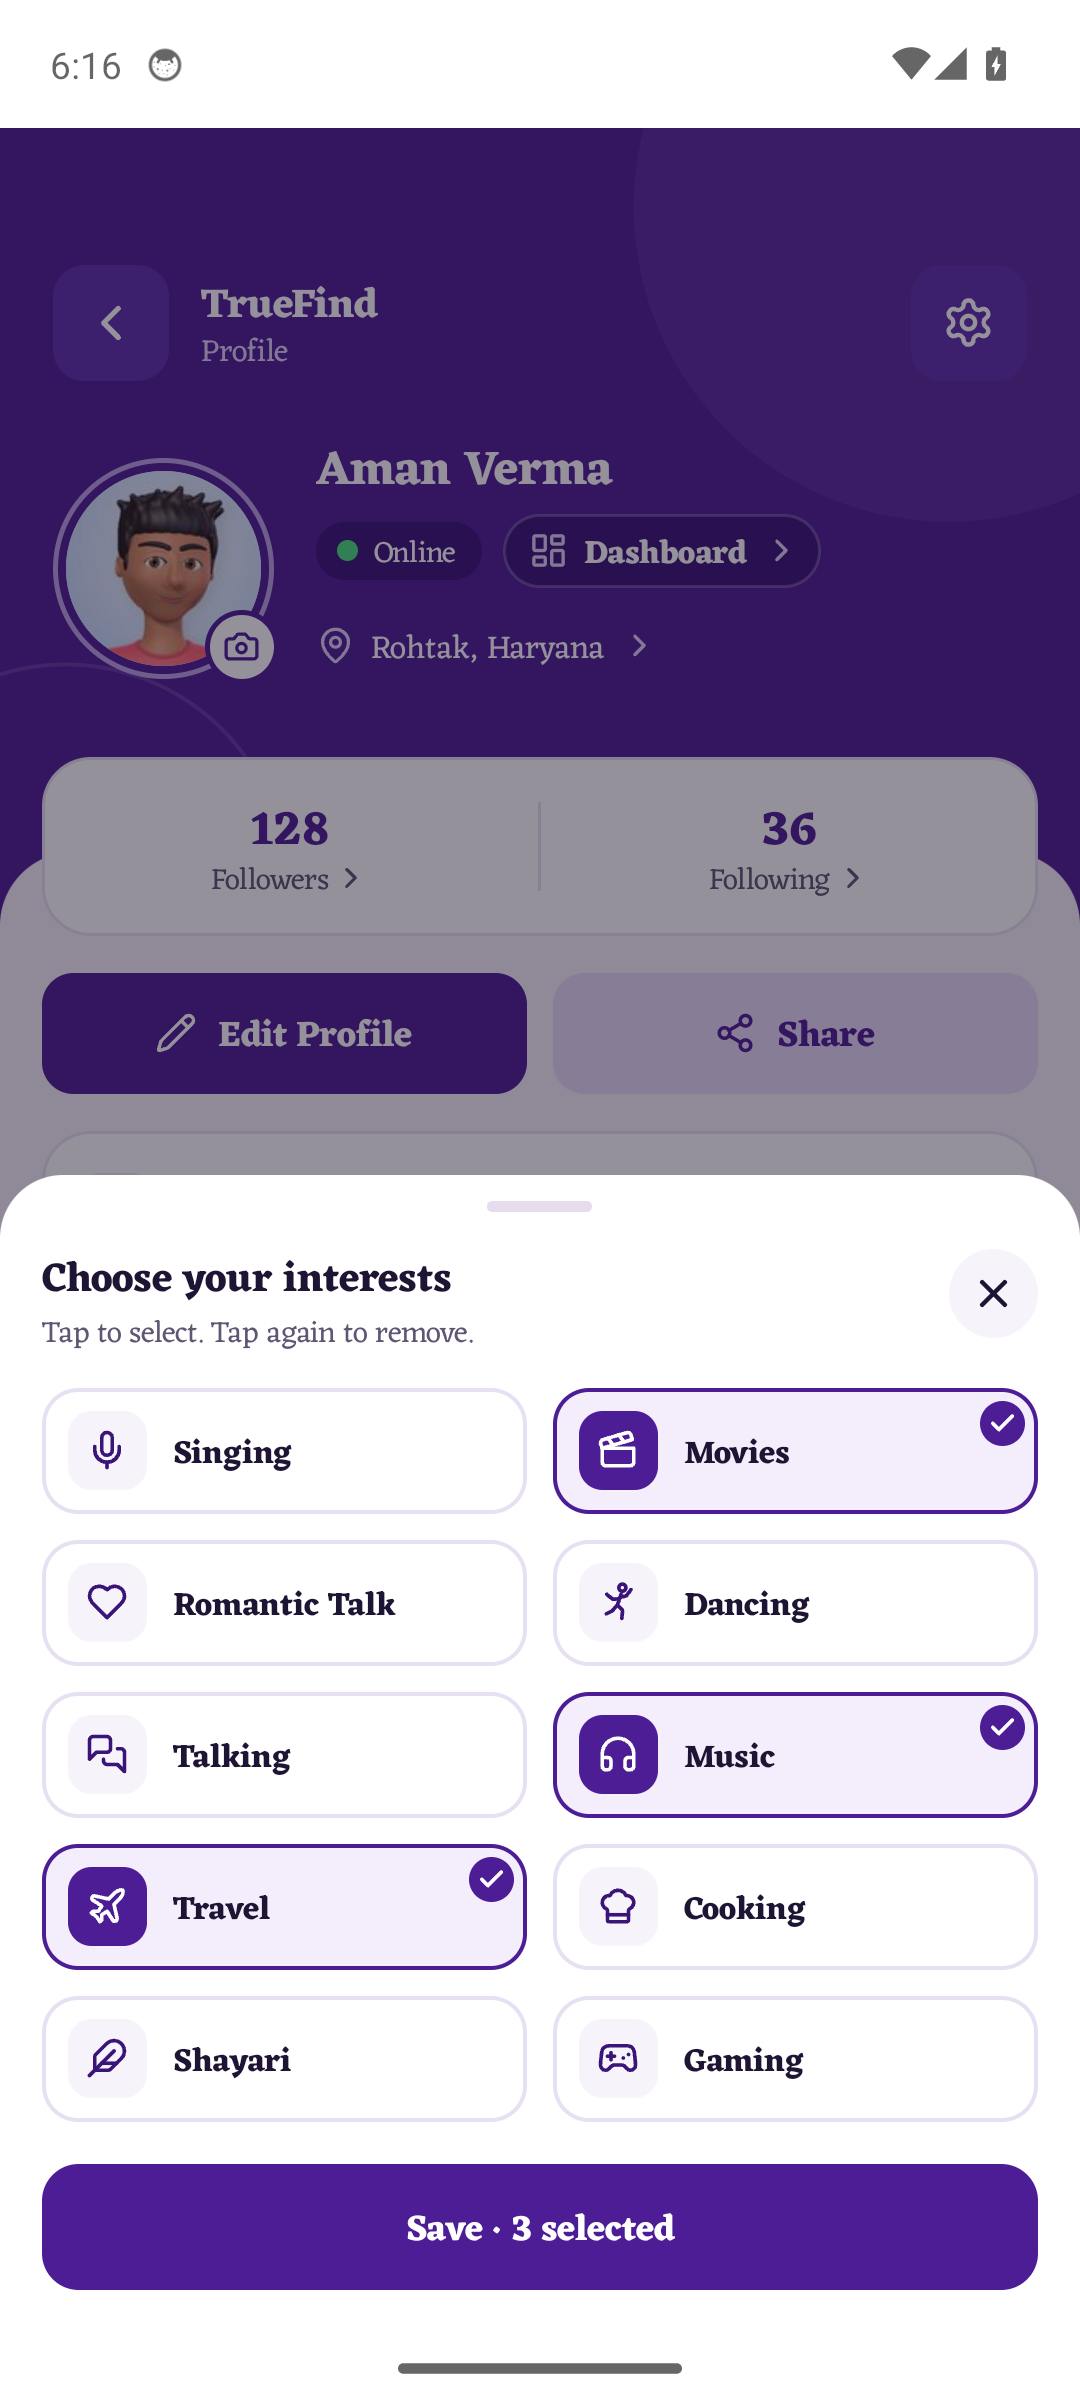 6:16
TrueFind
Profile
Aman Verma
Online
Dashboard
Rohtak, Haryana
128
Followers
36
Following
Edit Profile
Share
Choose your interests
Tap to select. Tap again to remove.
Singing
Movies
Romantic Talk
Dancing
Talking
Music
Travel
Cooking
Shayari
Gaming
Save · 3 selected